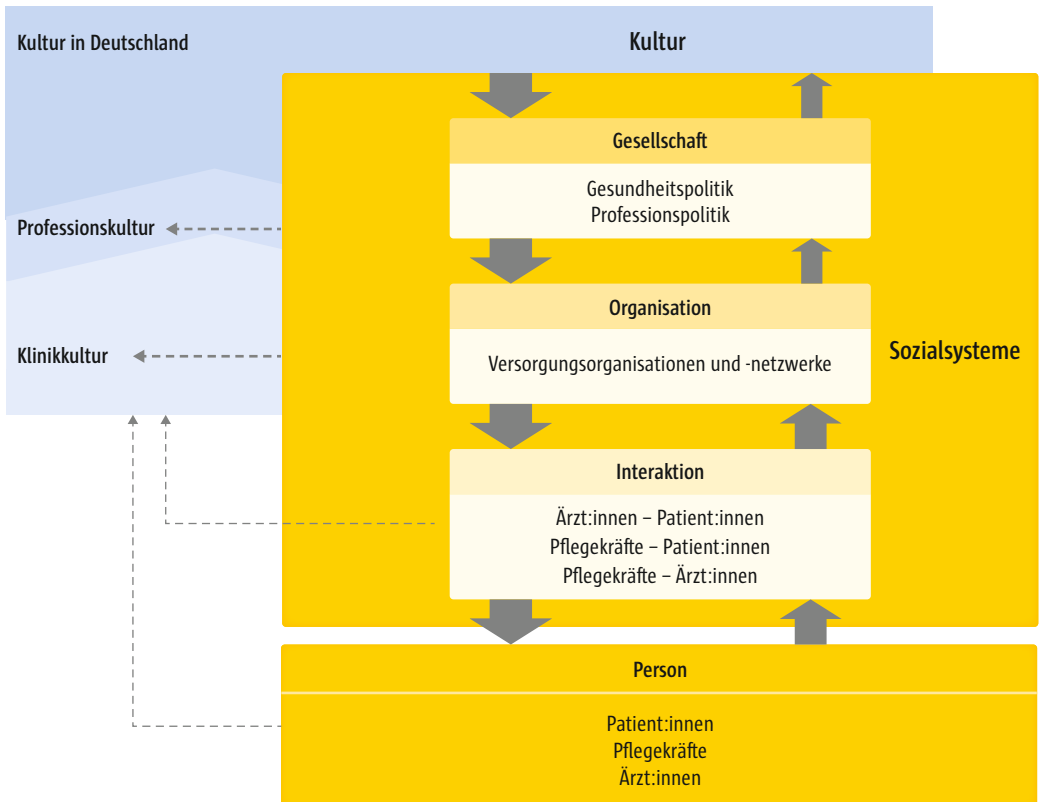 Kultur in Deutschland
Kultur
Gesellschaft
Gesundheitspolitik
Professionspolitik
Professionskultur
Organisation
Versorgungsorganisationen und -netzwerke
Klinikkultur
Sozialsysteme
Interaktion
Ärzt:innen – Patient:innen
Pflegekräfte – Patient:innen
Pflegekräfte – Ärzt:innen
Person
Patient:innen
Pflegekräfte
Ärzt:innen